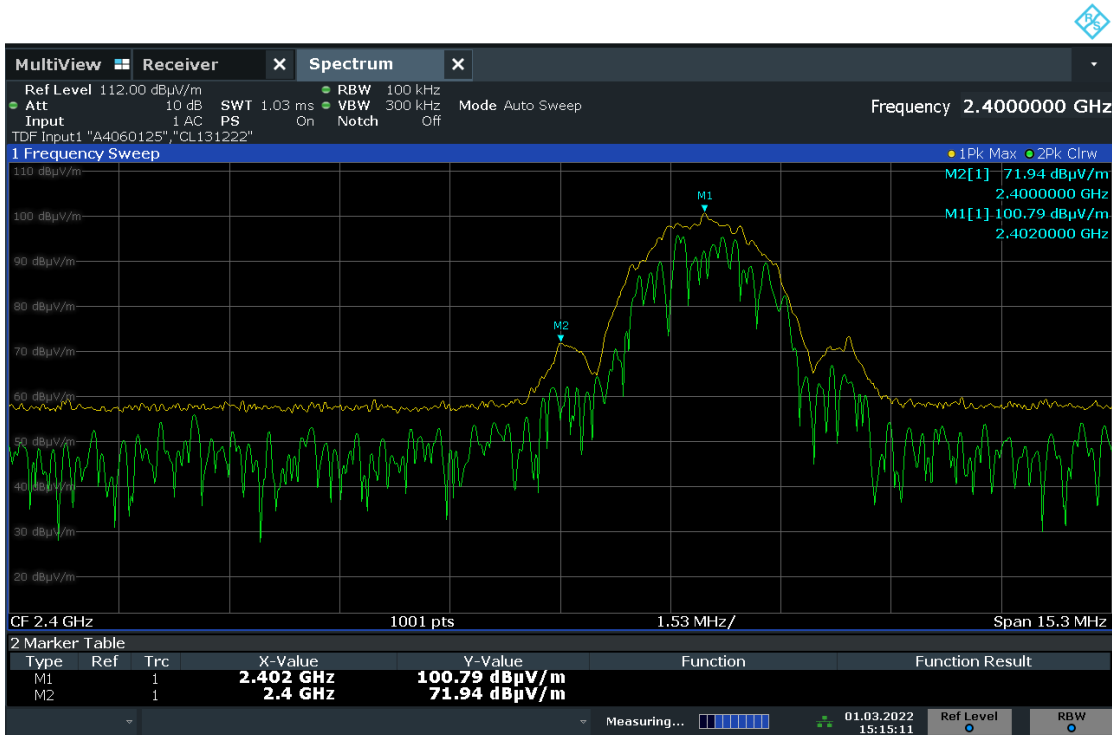 R&S
MultiView Receiver Spectrum
Ref Level 112.00 dBµV/m RBW 100 kHz
Att 10 dB SWT 1.03 ms VBW 300 kHz Mode Auto Sweep Frequency 2.4000000 GHz
Input 1 AC PS On Notch Off
TDF Input1 "A4060125","CL131222"
1 Frequency Sweep 1Pk Max 2Pk Clrw
110 dBµV/m
M2[1] 71.94 dBµV/m
2.4000000 GHz
M1[1] 100.79 dBµV/m
2.4020000 GHz
M1
100 dBµV/m
90 dBµV/m
80 dBµV/m
M2
70 dBµV/m
60 dBµV/m
50 dBµV/m
40 dBµV/m
30 dBµV/m
20 dBµV/m
CF 2.4 GHz 1001 pts 1.53 MHz/ Span 15.3 MHz
2 Marker Table
Type Ref Trc X-Value Y-Value Function Function Result
M1 1 2.402 GHz 100.79 dBµV/m
M2 1 2.4 GHz 71.94 dBµV/m
Measuring... 01.03.2022 Ref Level RBW
15:15:11